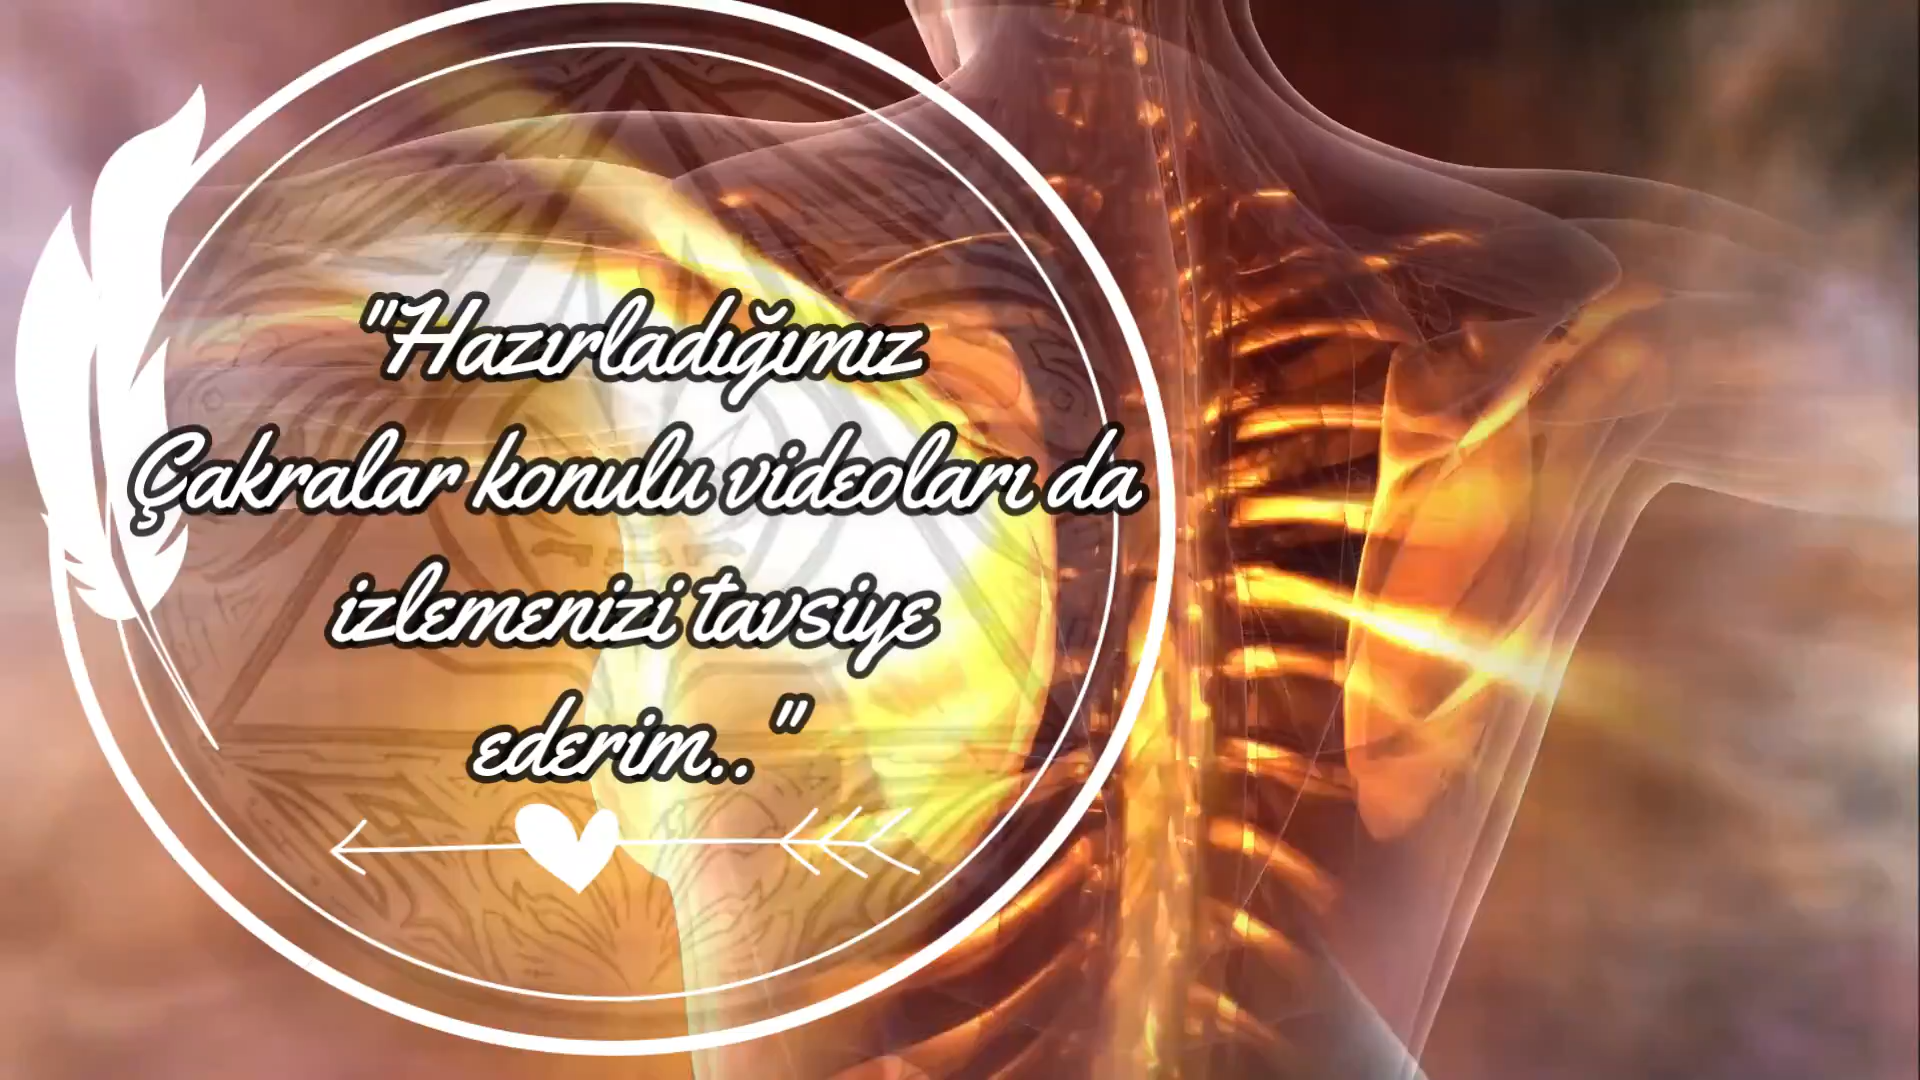 "Hazırladığımız
Çakralar konulu videoları da
izlemenizi tavsiye
ederim.."